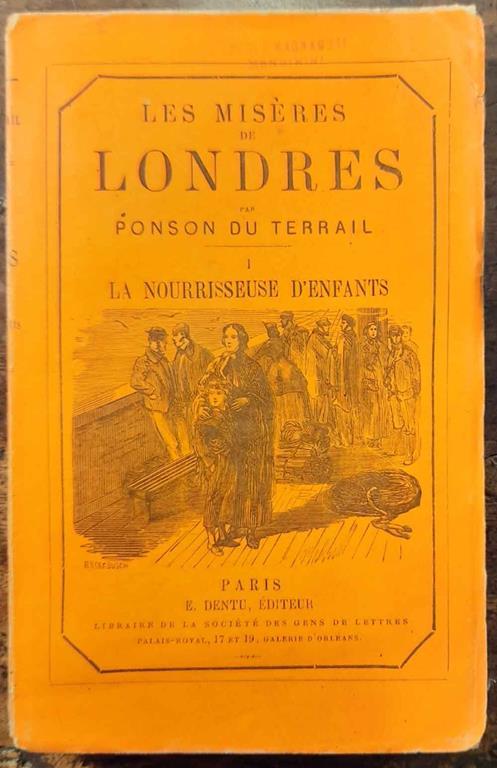 LES MISÈRES
DE
LONDRES
PAR
PONSON DU TERRAIL
I
LA NOURRISSEUSE D'ENFANTS
PARIS
E. DENTU, ÉDITEUR
LIBRAIRE DE LA SOCIÉTÉ DES GENS DE LETTRES
PALAIS-ROYAL, 17 ET 19, GALERIE D'ORLÉANS.